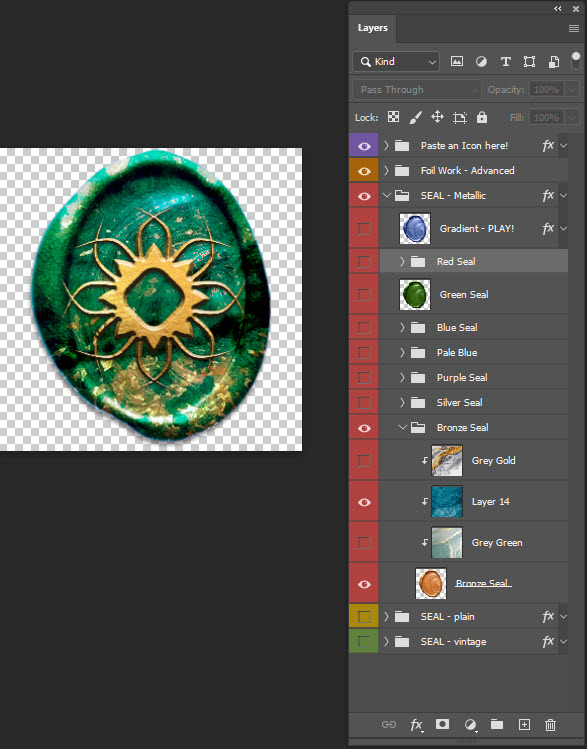 Layers
Kind
Pass Through
Opacity: 100%
Lock:
Fill: 100%
Paste an Icon here! fx
Foil Work - Advanced
SEAL - Metallic fx
Gradient - PLAY! fx
Red Seal
Green Seal
Blue Seal
Pale Blue
Purple Seal
Silver Seal
Bronze Seal
Grey Gold
Layer 14
Grey Green
Bronze Seal
SEAL - plain fx
SEAL - vintage fx
fx